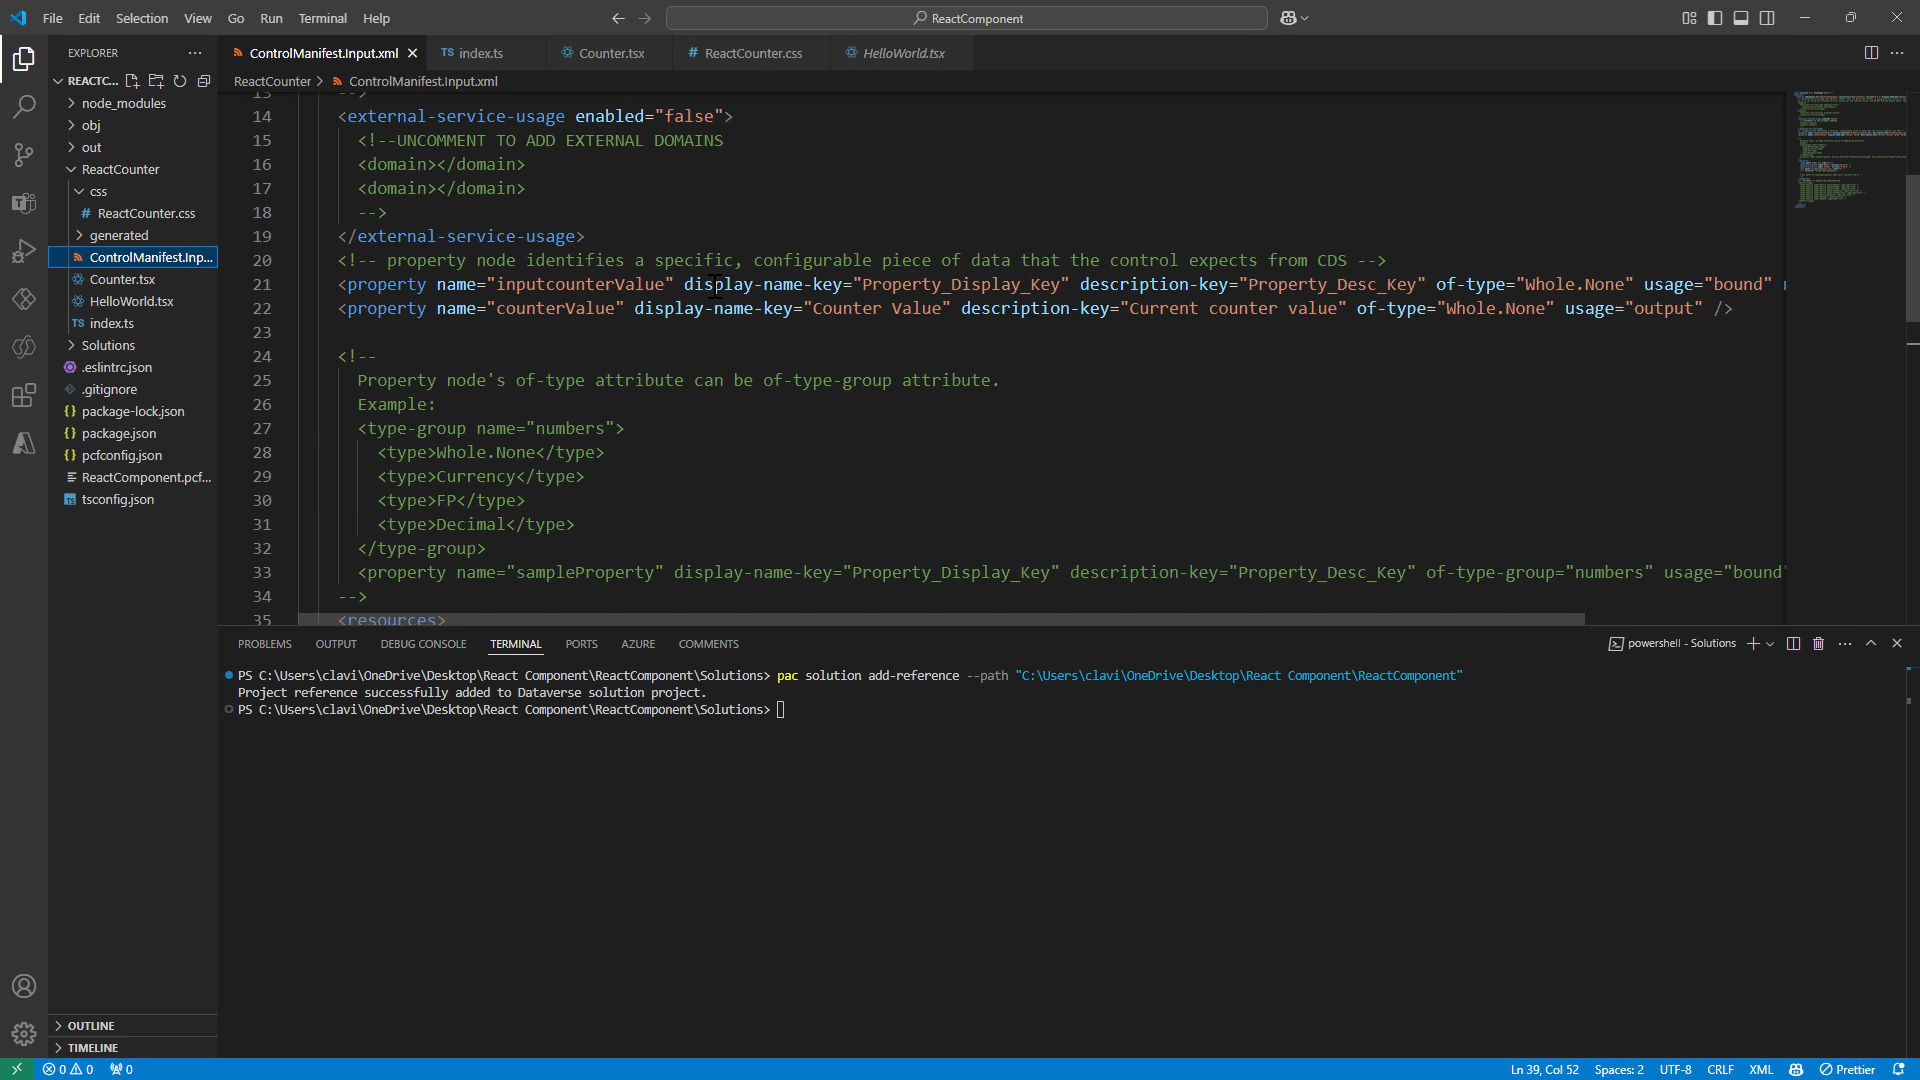 File Edit Selection View Go Run Terminal Help
ReactComponent
EXPLORER
REACTC...
node_modules
obj
out
ReactCounter
css
ReactCounter.css
generated
ControlManifest.Inp...
Counter.tsx
HelloWorld.tsx
TS index.ts
Solutions
.eslintrc.json
.gitignore
{} package-lock.json
{} package.json
{} pcfconfig.json
ReactComponent.pcf...
tsconfig.json
OUTLINE
TIMELINE
ControlManifest.Input.xml
TS index.ts
Counter.tsx
# ReactCounter.css
HelloWorld.tsx
ReactCounter > ControlManifest.Input.xml
13 -->
14 <external-service-usage enabled="false">
15 <!--UNCOMMENT TO ADD EXTERNAL DOMAINS
16 <domain></domain>
17 <domain></domain>
18 -->
19 </external-service-usage>
20 <!-- property node identifies a specific, configurable piece of data that the control expects from CDS -->
21 <property name="inputcounterValue" display-name-key="Property_Display_Key" description-key="Property_Desc_Key" of-type="Whole.None" usage="bound"
22 <property name="counterValue" display-name-key="Counter Value" description-key="Current counter value" of-type="Whole.None" usage="output" />
23
24 <!--
25 Property node's of-type attribute can be of-type-group attribute.
26 Example:
27 <type-group name="numbers">
28 <type>Whole.None</type>
29 <type>Currency</type>
30 <type>FP</type>
31 <type>Decimal</type>
32 </type-group>
33 <property name="sampleProperty" display-name-key="Property_Display_Key" description-key="Property_Desc_Key" of-type-group="numbers" usage="bound"
34 -->
35 <resources>
PROBLEMS OUTPUT DEBUG CONSOLE TERMINAL PORTS AZURE COMMENTS
powershell - Solutions
PS C:\Users\clavi\OneDrive\Desktop\React Component\ReactComponent\Solutions> pac solution add-reference --path "C:\Users\clavi\OneDrive\Desktop\React Component\ReactComponent"
Project reference successfully added to Dataverse solution project.
PS C:\Users\clavi\OneDrive\Desktop\React Component\ReactComponent\Solutions>
0 0 0
Ln 39, Col 52 Spaces: 2 UTF-8 CRLF XML Prettier